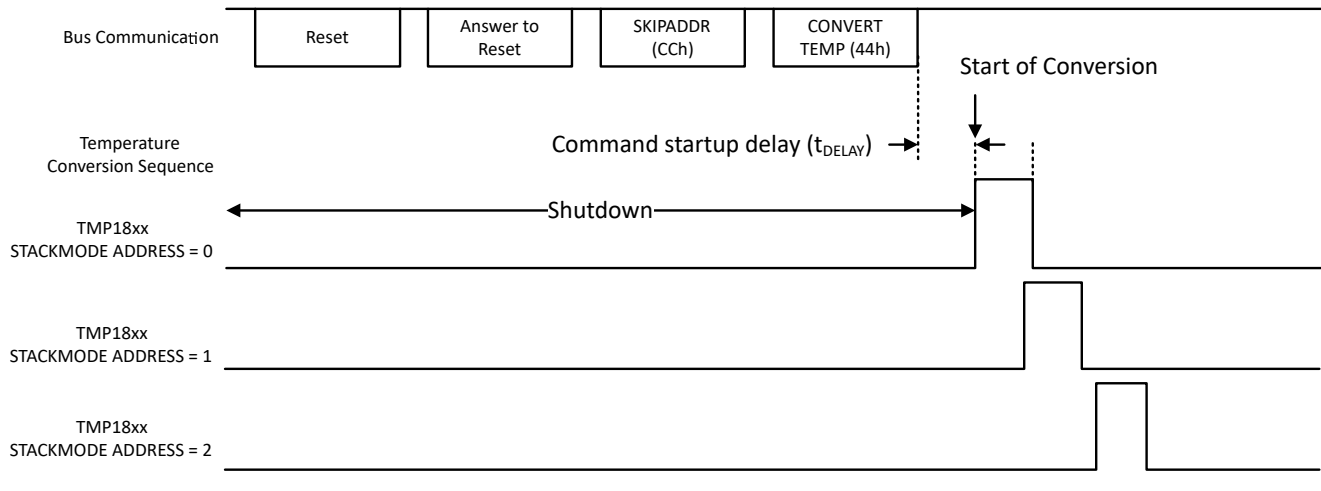 Bus Communication
Reset
Answer to
Reset
SKIPADDR
(CCh)
CONVERT
TEMP (44h)
Start of Conversion
Temperature
Conversion Sequence
Command startup delay (tDELAY)
Shutdown
TMP18xx
STACKMODE ADDRESS = 0
TMP18xx
STACKMODE ADDRESS = 1
TMP18xx
STACKMODE ADDRESS = 2